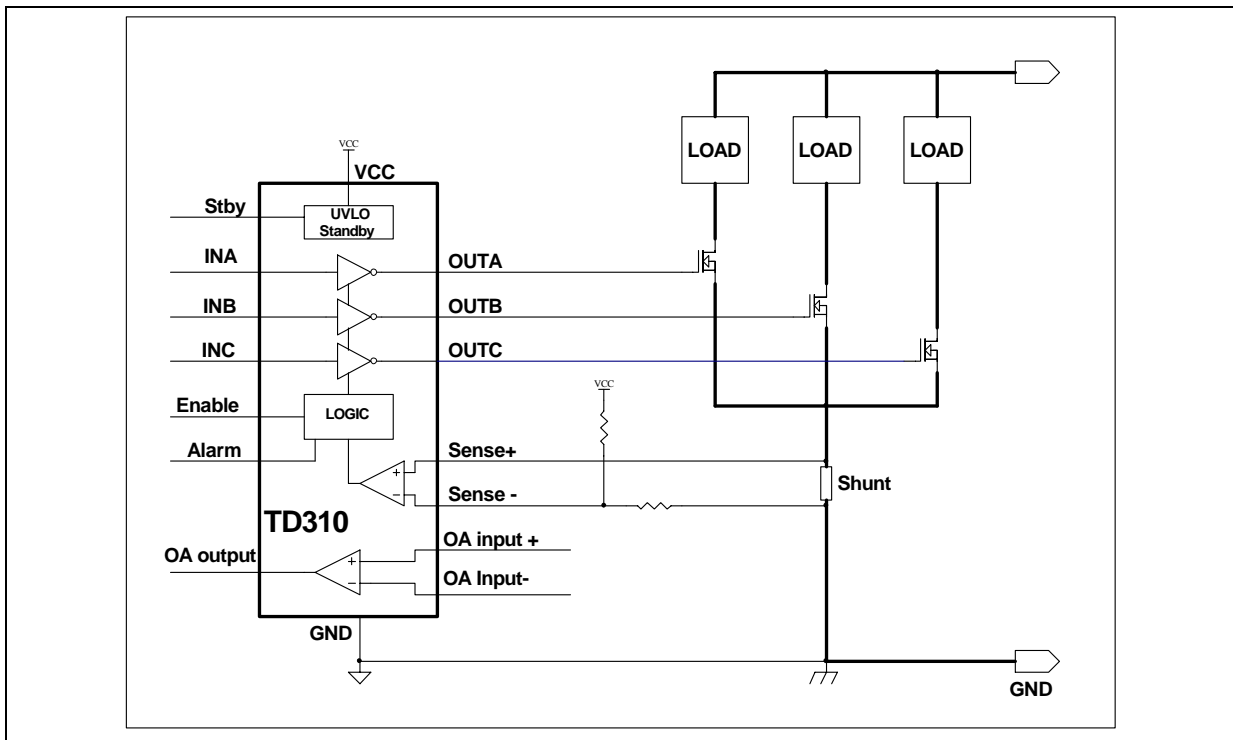 VCC
VCC
Stby
UVLO
Standby
INA
OUTA
INB
OUTB
INC
OUTC
Enable
LOGIC
Alarm
VCC
Sense+
Sense -
+
-
TD310
OA output
OA input +
OA Input-
+
-
GND
LOAD
LOAD
LOAD
Shunt
GND